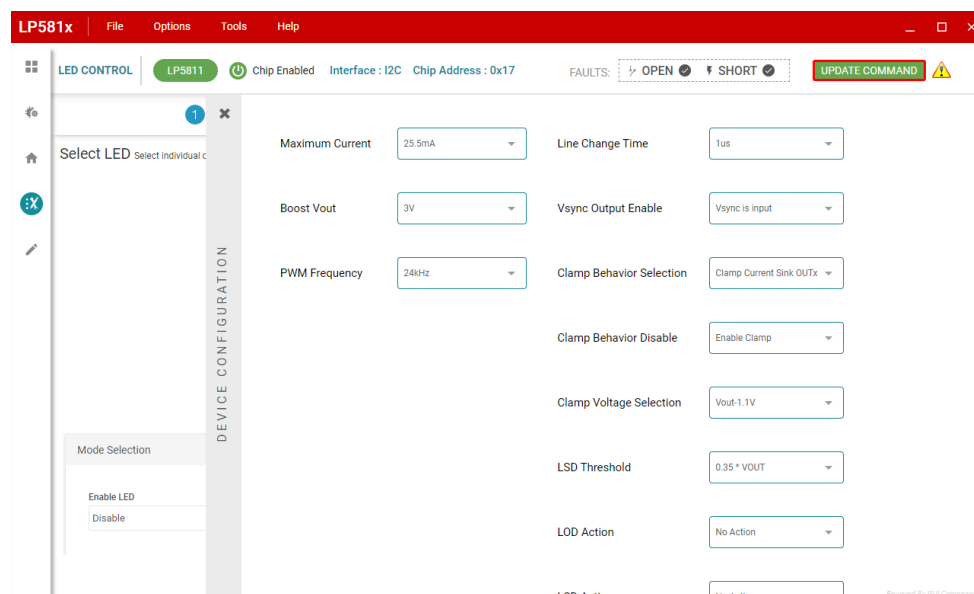 LP581x File Options Tools Help
LED CONTROL LP5811 Chip Enabled Interface : I2C Chip Address : 0x17 FAULTS: OPEN SHORT UPDATE COMMAND
1
Select LED Select individual c
DEVICE CONFIGURATION
Maximum Current 25.5mA Line Change Time 1us
Boost Vout 3V Vsync Output Enable Vsync is input
PWM Frequency 24kHz Clamp Behavior Selection Clamp Current Sink OUTx
Clamp Behavior Disable Enable Clamp
Clamp Voltage Selection Vout-1.1V
Mode Selection
LSD Threshold 0.35 * VOUT
Enable LED
Disable
LOD Action No Action